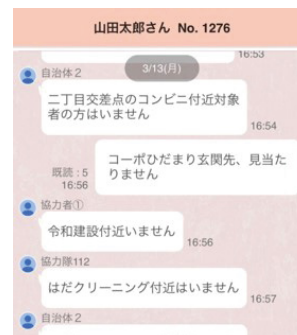 山田太郎さん No. 1276
16:53
3/13(月)
自治体2
二丁目交差点のコンビニ付近対象
者の方はいません
16:54
コーポひだまり玄関先、見当た
りません
既読:5
16:56
協力者①
令和建設付近いません
16:56
協力隊112
はだクリーニング付近はいません
16:57
自治体2